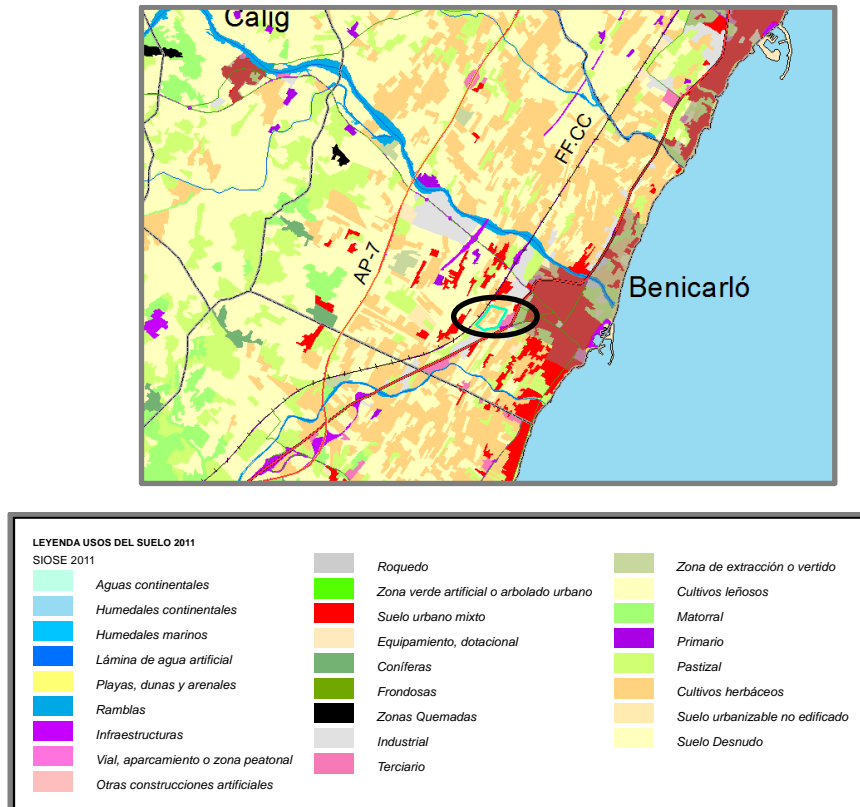 Calig
FF.CC
AP-7
Benicarló
LEYENDA USOS DEL SUELO 2011
SIOSE 2011
Aguas continentales
Humedales continentales
Humedales marinos
Lámina de agua artificial
Playas, dunas y arenales
Ramblas
Infraestructuras
Vial, aparcamiento o zona peatonal
Otras construcciones artificiales
Roquedo
Zona verde artificial o arbolado urbano
Suelo urbano mixto
Equipamiento, dotacional
Coníferas
Frondosas
Zonas Quemadas
Industrial
Terciario
Zona de extracción o vertido
Cultivos leñosos
Matorral
Primario
Pastizal
Cultivos herbáceos
Suelo urbanizable no edificado
Suelo Desnudo